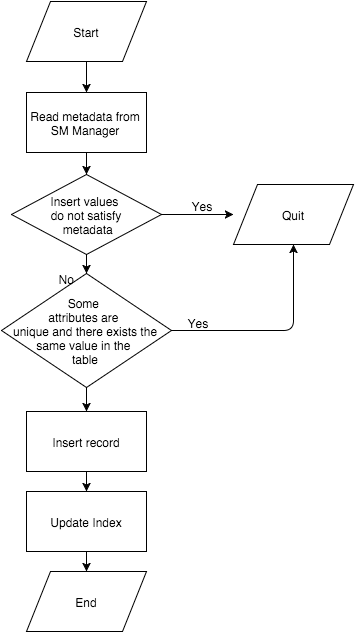 Start
Read metadata from
SM Manager
Insert values
do not satisfy
metadata
Yes
Quit
No
Some
attributes are
unique and there exists the
same value in the
table
Yes
Insert record
Update Index
End